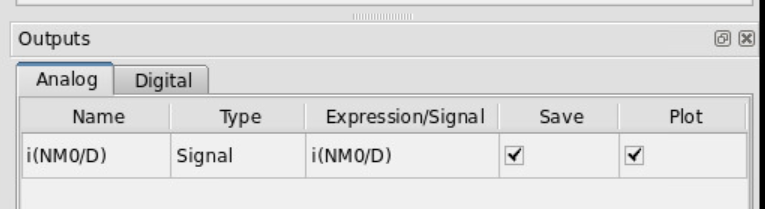 Outputs
Analog Digital
Name Type Expression/Signal Save Plot
i(NM0/D) Signal i(NM0/D)